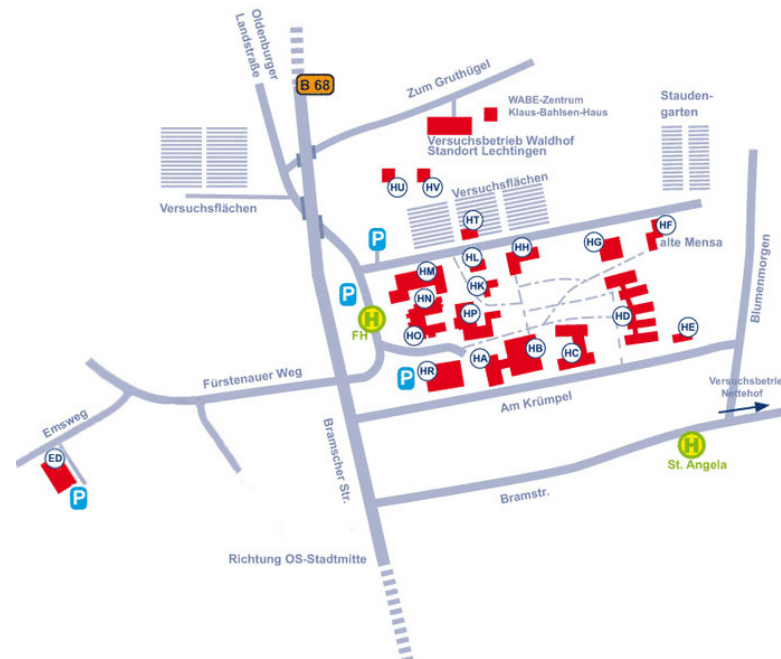 Oldenburger
Landstraße
B 68
Zum Gruthügel
WABE-Zentrum
Klaus-Bahlsen-Haus
Stauden-
garten
Versuchsbetrieb Waldhof
Standort Lechtingen
HU
HV
Versuchsflächen
Versuchsflächen
HT
P
HL
HH
HG
HF
alte Mensa
Blumenmorgen
HM
HK
P
HN
HP
H
FH
HO
HD
HE
HA
HB
HC
HR
P
Fürstenauer Weg
Am Krümpel
Versuchsbetrie
Nettehof
Emsweg
ED
P
Bramscher Str.
H
St. Angela
Bramstr.
Richtung OS-Stadtmitte